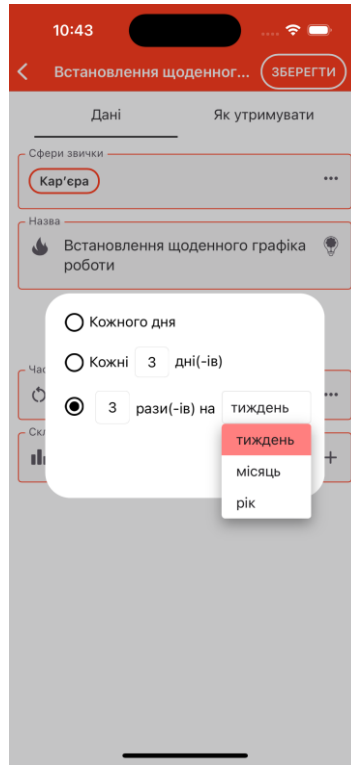 10:43
Встановлення щоденног...
ЗБЕРЕГТИ
Дані
Як утримувати
Сфери звички
Кар'єра
Назва
Встановлення щоденного графіка
роботи
Кожного дня
Кожні 3 дні(-ів)
3 рази(-ів) на тиждень
тиждень
місяць
рік